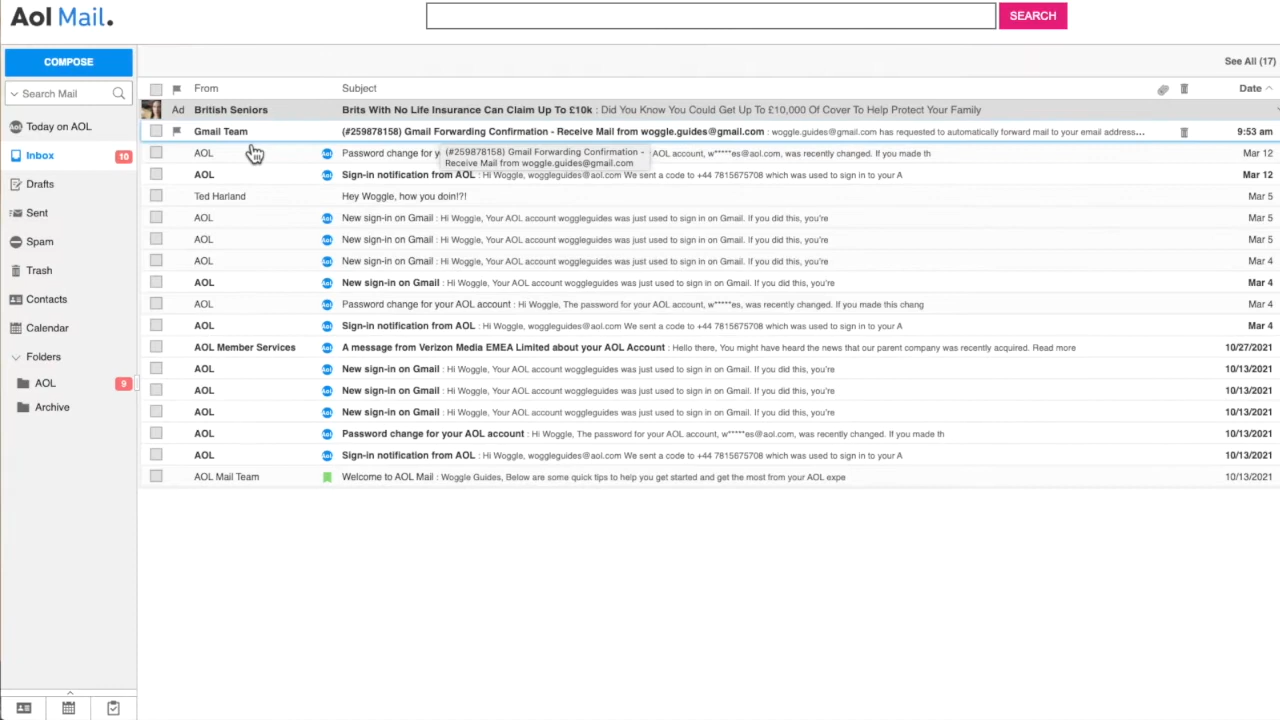 Aol Mail.
SEARCH
COMPOSE
See All (17)
Search Mail
From Subject Date
Ad British Seniors Brits With No Life Insurance Can Claim Up To £10k : Did You Know You Could Get Up To £10,000 Of Cover To Help Protect Your Family
Today on AOL
Gmail Team (#259878158) Gmail Forwarding Confirmation - Receive Mail from woggle.guides@gmail.com : woggle.guides@gmail.com has requested to automatically forward mail to your email address... 9:53 am
Inbox 10
AOL Password change for y AOL account, w*****es@aol.com, was recently changed. If you made th Mar 12
(#259878158) Gmail Forwarding Confirmation -
Receive Mail from woggle.guides@gmail.com
AOL Sign-in notification from AOL : Hi Woggle, woggleguides@aol.com We sent a code to +44 7815675708 which was used to sign in to your A Mar 12
Drafts
Ted Harland Hey Woggle, how you doin!?! Mar 5
Sent
AOL New sign-in on Gmail : Hi Woggle, Your AOL account woggleguides was just used to sign in on Gmail. If you did this, you're Mar 5
Spam
AOL New sign-in on Gmail : Hi Woggle, Your AOL account woggleguides was just used to sign in on Gmail. If you did this, you're Mar 5
AOL New sign-in on Gmail : Hi Woggle, Your AOL account woggleguides was just used to sign in on Gmail. If you did this, you're Mar 4
Trash
AOL New sign-in on Gmail : Hi Woggle, Your AOL account woggleguides was just used to sign in on Gmail. If you did this, you're Mar 4
Contacts
AOL Password change for your AOL account : Hi Woggle, The password for your AOL account, w*****es, was recently changed. If you made this chang Mar 4
Calendar
AOL Sign-in notification from AOL : Hi Woggle, woggleguides@aol.com We sent a code to +44 7815675708 which was used to sign in to your A Mar 4
AOL Member Services A message from Verizon Media EMEA Limited about your AOL Account : Hello there, You might have heard the news that our parent company was recently acquired. Read more 10/27/2021
Folders
AOL New sign-in on Gmail : Hi Woggle, Your AOL account woggleguides was just used to sign in on Gmail. If you did this, you're 10/13/2021
AOL 9
AOL New sign-in on Gmail : Hi Woggle, Your AOL account woggleguides was just used to sign in on Gmail. If you did this, you're 10/13/2021
Archive
AOL New sign-in on Gmail : Hi Woggle, Your AOL account woggleguides was just used to sign in on Gmail. If you did this, you're 10/13/2021
AOL Password change for your AOL account : Hi Woggle, The password for your AOL account, w*****es@aol.com, was recently changed. If you made th 10/13/2021
AOL Sign-in notification from AOL : Hi Woggle, woggleguides@aol.com We sent a code to +44 7815675708 which was used to sign in to your A 10/13/2021
AOL Mail Team Welcome to AOL Mail : Woggle Guides, Below are some quick tips to help you get started and get the most from your AOL expe 10/13/2021